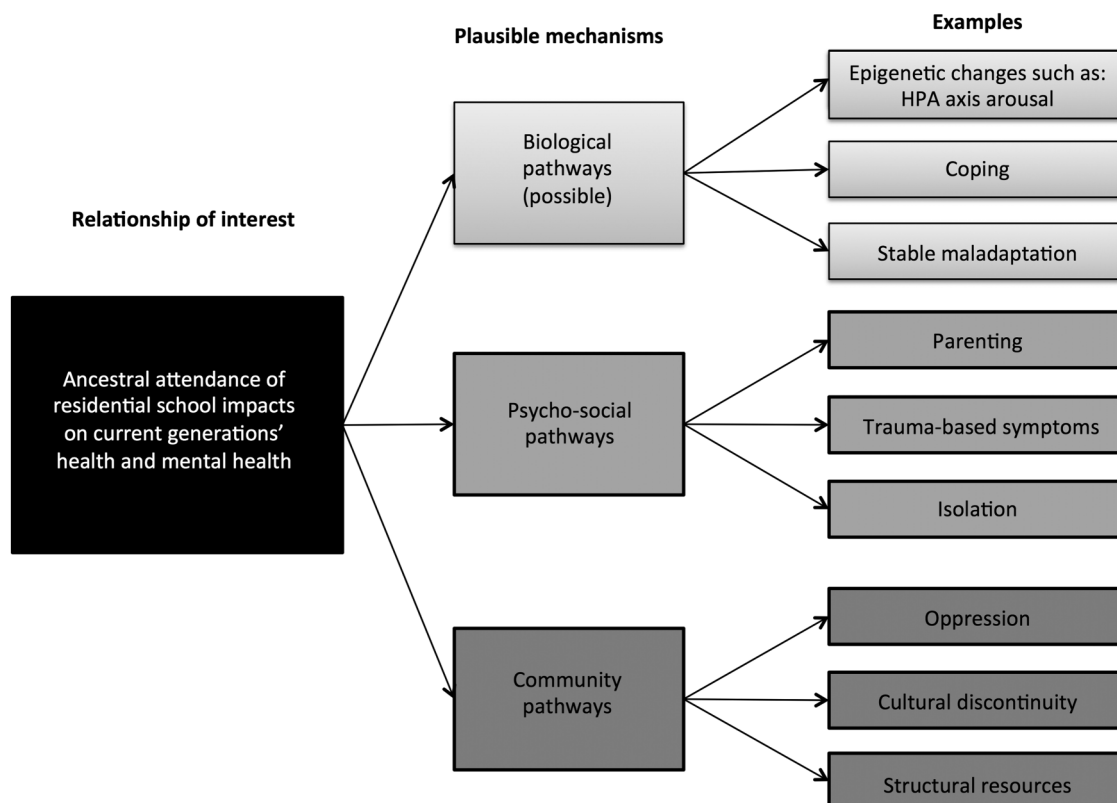 Relationship of interest
Ancestral attendance of
residential school impacts
on current generations’
health and mental health
Plausible mechanisms
Biological
pathways
(possible)
Psycho-social
pathways
Community
pathways
Examples
Epigenetic changes such as:
HPA axis arousal
Coping
Stable maladaptation
Parenting
Trauma-based symptoms
Isolation
Oppression
Cultural discontinuity
Structural resources